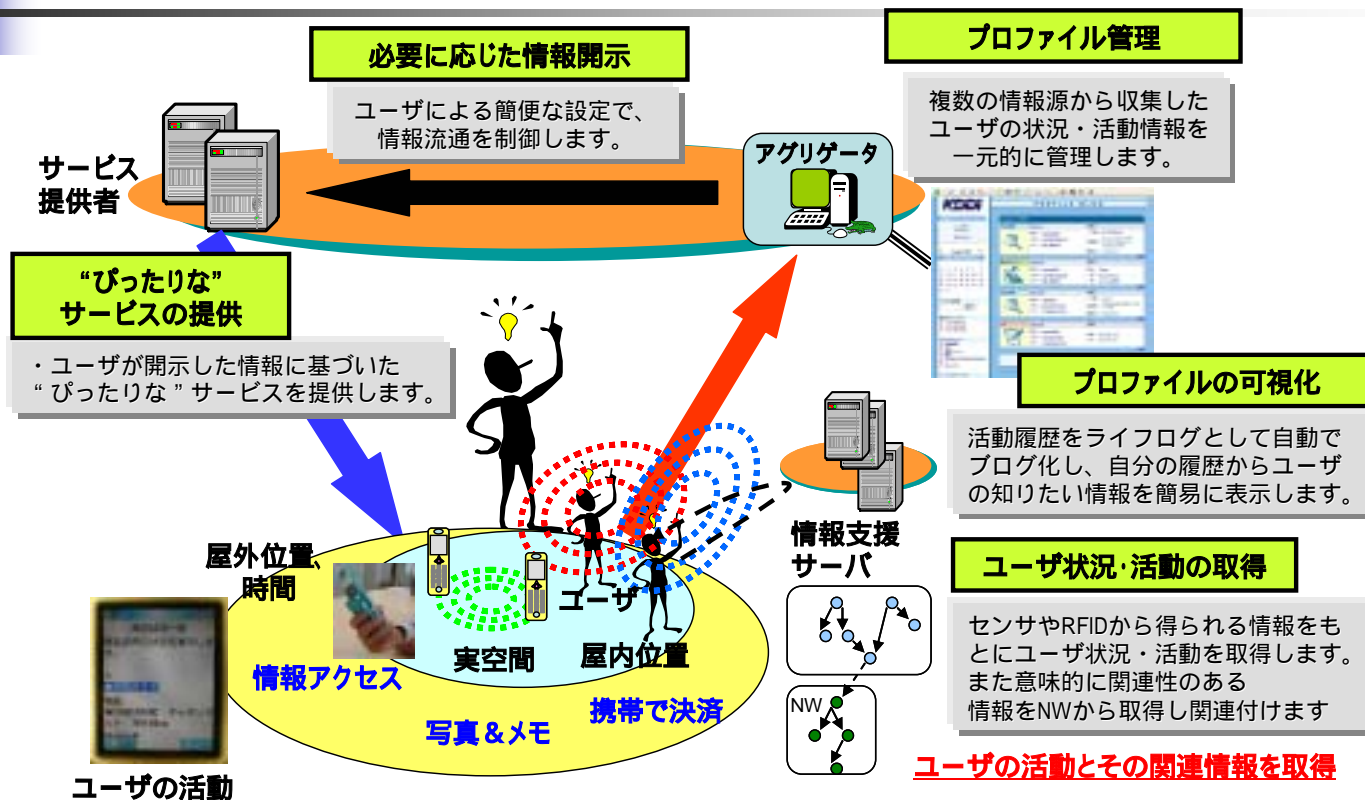 必要に応じた情報開示
ユーザによる簡便な設定で、
情報流通を制御します。
プロファイル管理
複数の情報源から収集した
ユーザの状況・活動情報を
一元的に管理します。
サービス
提供者
アグリゲータ
“ぴったりな”
サービスの提供
・ユーザが開示した情報に基づいた
“ぴったりな”サービスを提供します。
プロファイルの可視化
活動履歴をライフログとして自動で
ブログ化し、自分の履歴からユーザ
の知りたい情報を簡易に表示します。
情報支援
サーバ
ユーザ状況・活動の取得
センサやRFIDから得られる情報をも
とにユーザ状況・活動を取得します。
また意味的に関連性のある
情報をNWから取得し関連付けます
NW
ユーザの活動とその関連情報を取得
屋外位置、
時間
ユーザ
実空間
屋内位置
情報アクセス
写真&メモ
携帯で決済
ユーザの活動